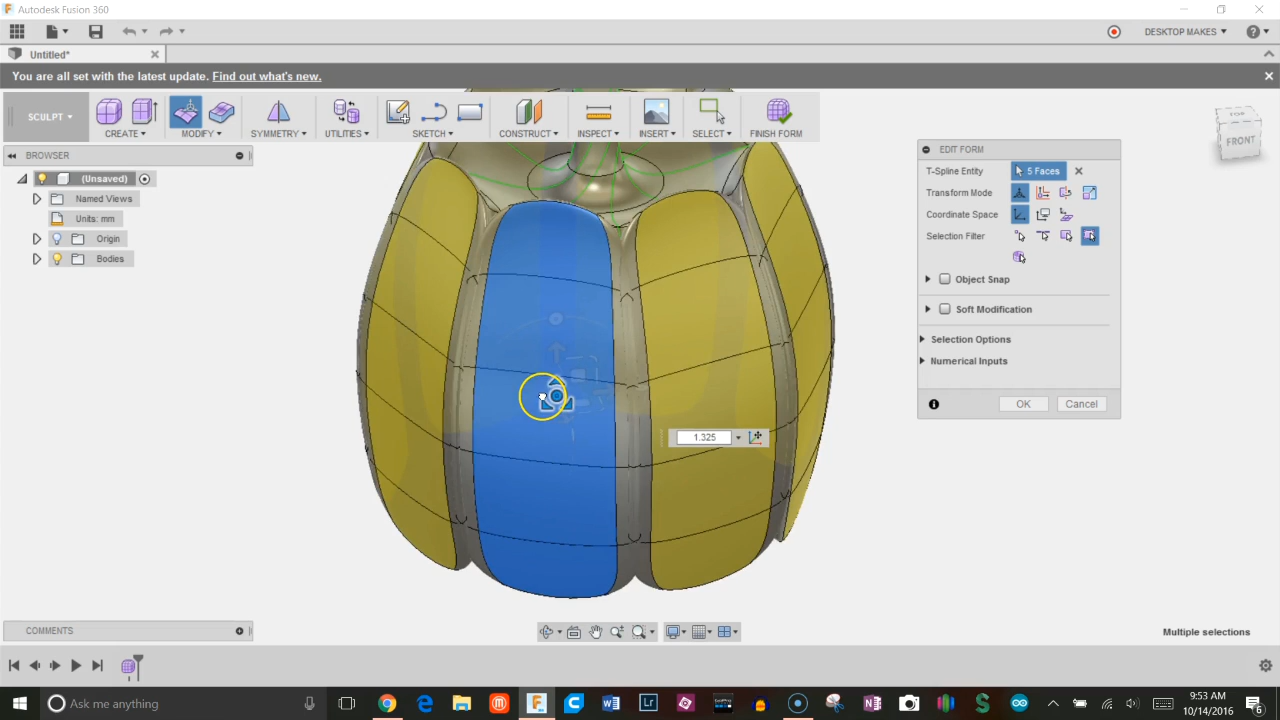 Autodesk Fusion 360
DESKTOP MAKES
Untitled*
You are all set with the latest update. Find out what's new.
SCULPT
CREATE
MODIFY
SYMMETRY
UTILITIES
SKETCH
CONSTRUCT
INSPECT
INSERT
SELECT
FINISH FORM
TOP
FRONT
BROWSER
(Unsaved)
Named Views
Units: mm
Origin
Bodies
EDIT FORM
T-Spline Entity
5 Faces
Transform Mode
Coordinate Space
Selection Filter
Object Snap
Soft Modification
Selection Options
Numerical Inputs
OK
Cancel
1.325
COMMENTS
Multiple selections
Ask me anything
9:53 AM
10/14/2016
6